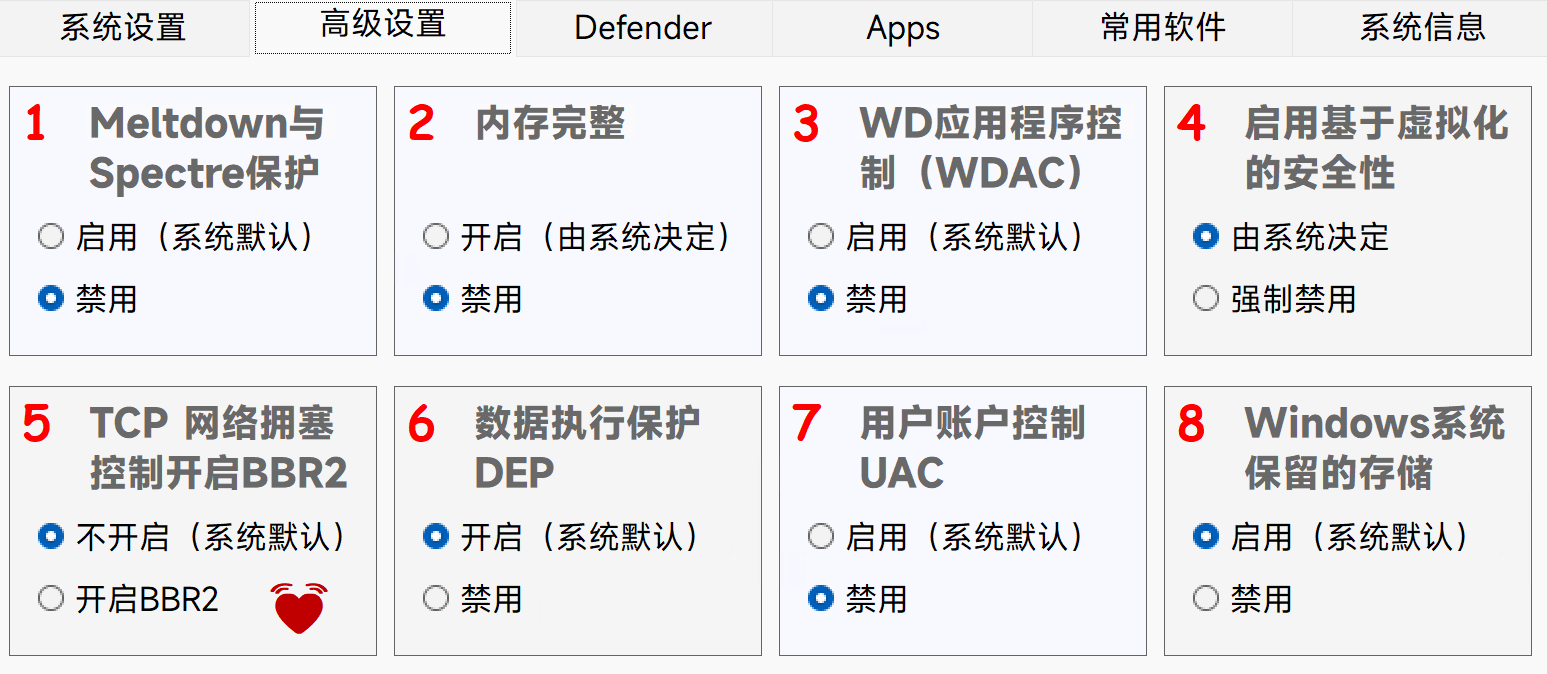 系统设置
高级设置
Defender
Apps
常用软件
系统信息
1
Meltdown与
Spectre保护
启用（系统默认）
禁用
2
内存完整
开启（由系统决定）
禁用
3
WD应用程序控
制（WDAC）
启用（系统默认）
禁用
4
启用基于虚拟化
的安全性
由系统决定
强制禁用
5
TCP 网络拥塞
控制开启BBR2
不开启（系统默认）
开启BBR2
6
数据执行保护
DEP
开启（系统默认）
禁用
7
用户账户控制
UAC
启用（系统默认）
禁用
8
Windows系统
保留的存储
启用（系统默认）
禁用